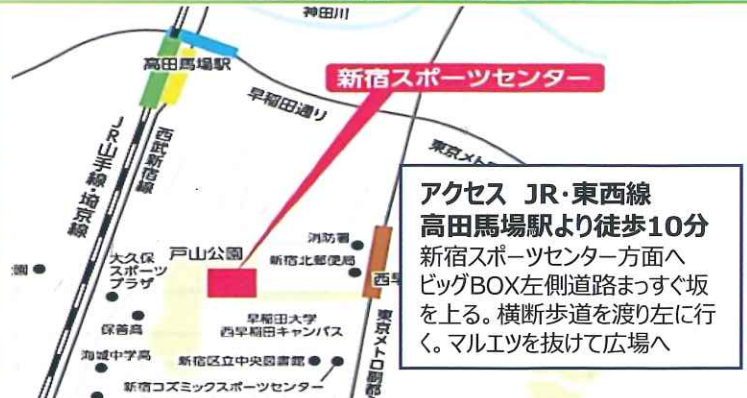 神田川
高田馬場駅
新宿スポーツセンター
早稲田通り
東京メトロ
JR山手線・埼京線
西武新宿線
アクセス JR・東西線
高田馬場駅より徒歩10分
新宿スポーツセンター方面へ
ビッグBOX左側道路まっすぐ坂
を上る。横断歩道を渡り左に行
く。マルエツを抜けて広場へ
消防署
戸山公園
新宿北郵便局
西早
大久保
スポーツ
プラザ
園
保善高
早稲田大学
西早稲田キャンパス
東京メトロ副都
海城中学高
新宿区立中央図書館
新宿コズミックスポーツセンター